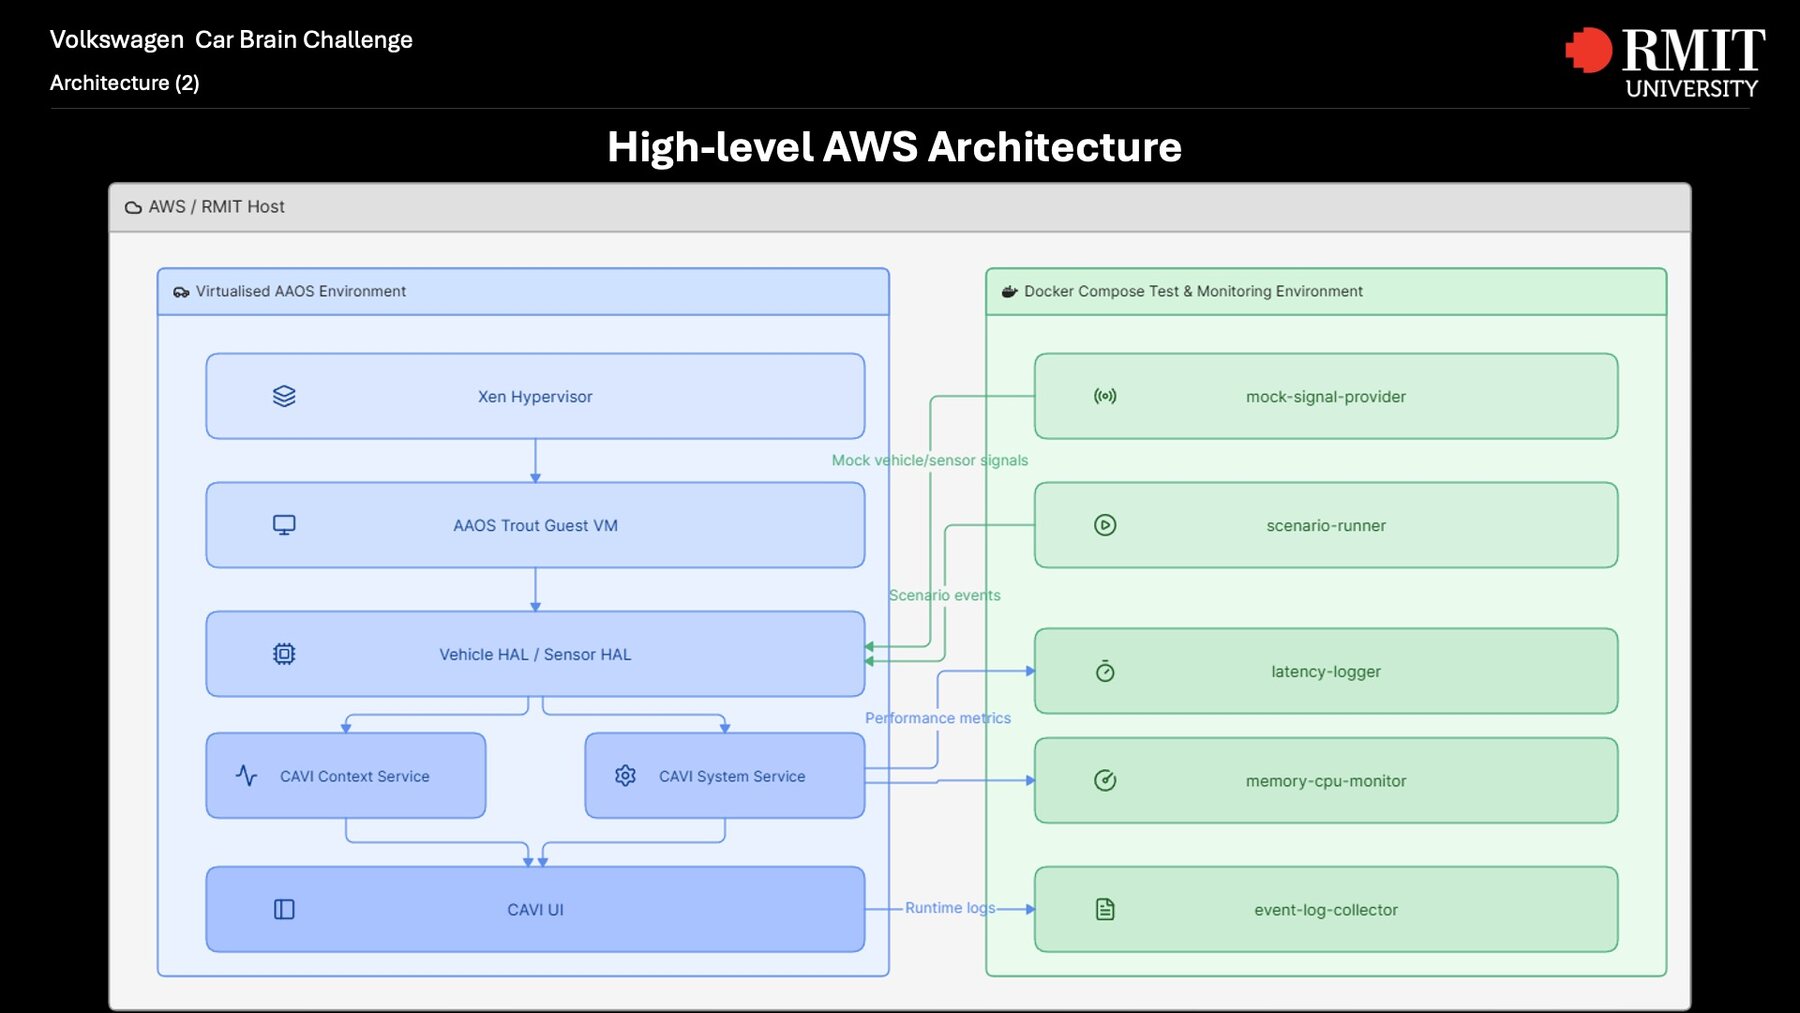 Volkswagen Car Brain Challenge
Architecture (2)
RMIT
UNIVERSITY
High-level AWS Architecture
AWS / RMIT Host
Virtualised AAOS Environment
Docker Compose Test & Monitoring Environment
Xen Hypervisor
mock-signal-provider
Mock vehicle/sensor signals
AAOS Trout Guest VM
scenario-runner
Scenario events
Vehicle HAL / Sensor HAL
latency-logger
Performance metrics
CAVI Context Service
CAVI System Service
memory-cpu-monitor
CAVI UI
Runtime logs
event-log-collector